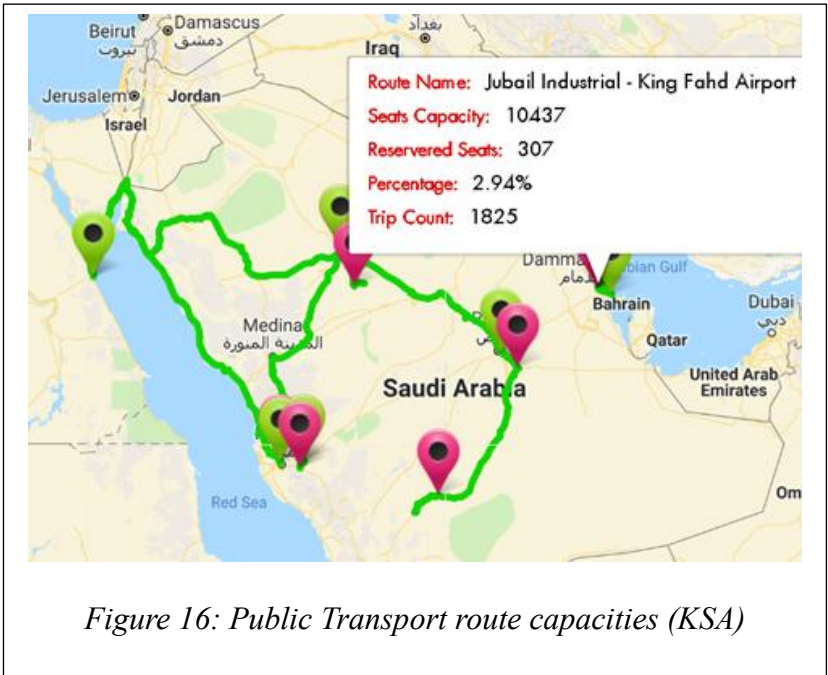 Beirut
بيروت
Damascus
دمشق
بغداد
Iraq
Jerusalem
Jordan
Israel
Route Name: Jubail Industrial - King Fahd Airport
Seats Capacity: 10437
Reservered Seats: 307
Percentage: 2.94%
Trip Count: 1825
Medina
المدينة المنورة
Bahrain
Dubai
دبي
Qatar
United Arab
Emirates
Saudi Arabia
Red Sea
Om
Figure 16: Public Transport route capacities (KSA)